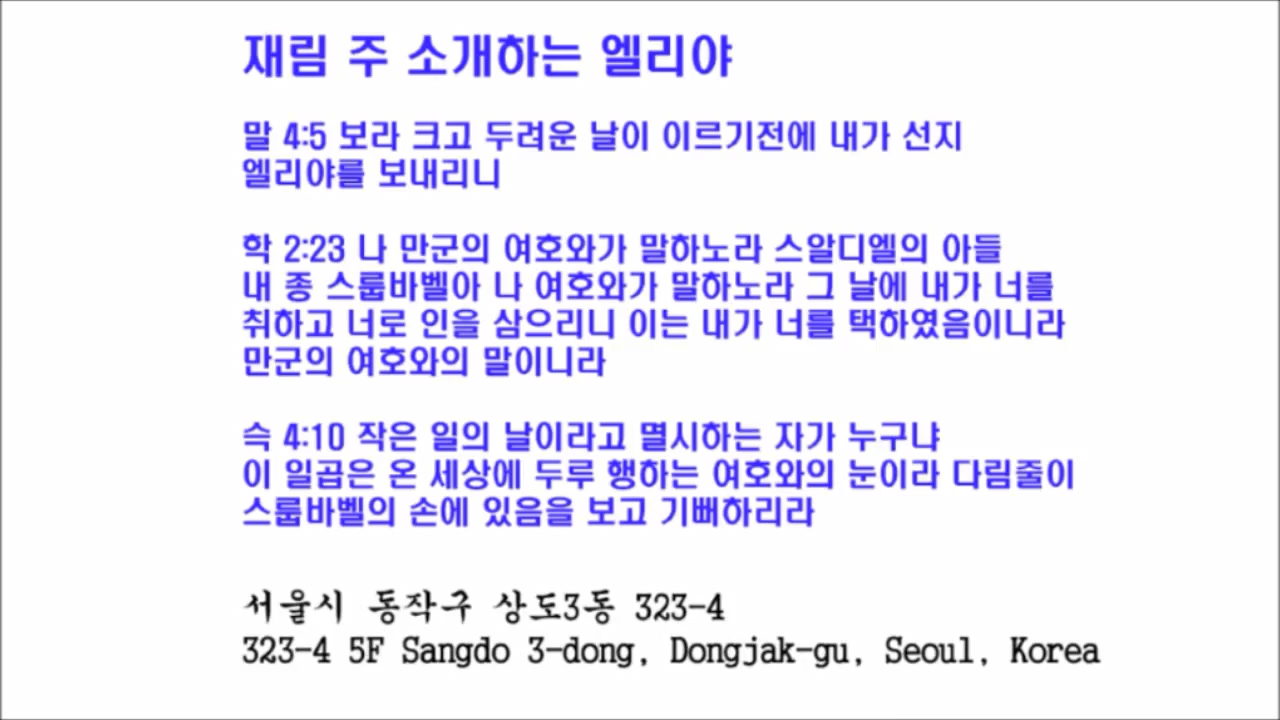 재림 주 소개하는 엘리야
말 4:5 보라 크고 두려운 날이 이르기전에 내가 선지
엘리야를 보내리니
학 2:23 나 만군의 여호와가 말하노라 스알디엘의 아들
내 종 스룹바벨아 나 여호와가 말하노라 그 날에 내가 너를
취하고 너로 인을 삼으리니 이는 내가 너를 택하였음이니라
만군의 여호와의 말이니라
슥 4:10 작은 일의 날이라고 멸시하는 자가 누구냐
이 일곱은 온 세상에 두루 행하는 여호와의 눈이라 다림줄이
스룹바벨의 손에 있음을 보고 기뻐하리라
서울시 동작구 상도3동 323-4
323-4 5F Sangdo 3-dong, Dongjak-gu, Seoul, Korea